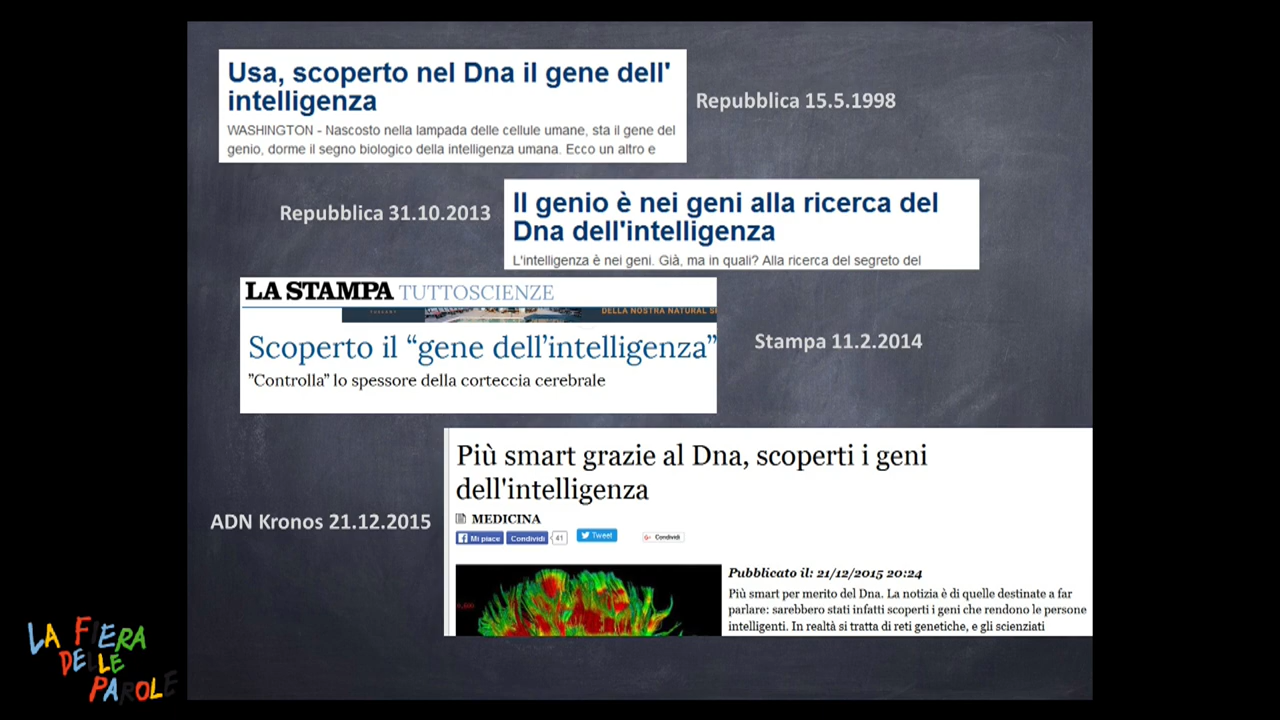 Usa, scoperto nel Dna il gene dell'
intelligenza
WASHINGTON - Nascosto nella lampada delle cellule umane, sta il gene del
genio, dorme il segno biologico della intelligenza umana. Ecco un altro e
Repubblica 15.5.1998
Repubblica 31.10.2013
Il genio è nei geni alla ricerca del
Dna dell'intelligenza
L'intelligenza è nei geni. Già, ma in quali? Alla ricerca del segreto del
LA STAMPA TUTTOSCIENZE
TUSCANY
DELLA NOSTRA NATURAL
Scoperto il “gene dell’intelligenza”
”Controlla” lo spessore della corteccia cerebrale
Stampa 11.2.2014
Più smart grazie al Dna, scoperti i geni
dell'intelligenza
ADN Kronos 21.12.2015
MEDICINA
Mi piace Condividi 41 Tweet Condividi
Pubblicato il: 21/12/2015 20:24
Più smart per merito del Dna. La notizia è di quelle destinate a far
parlare: sarebbero stati infatti scoperti i geni che rendono le persone
intelligenti. In realtà si tratta di reti genetiche, e gli scienziati
LA FIERA
DELLE
PAROLE